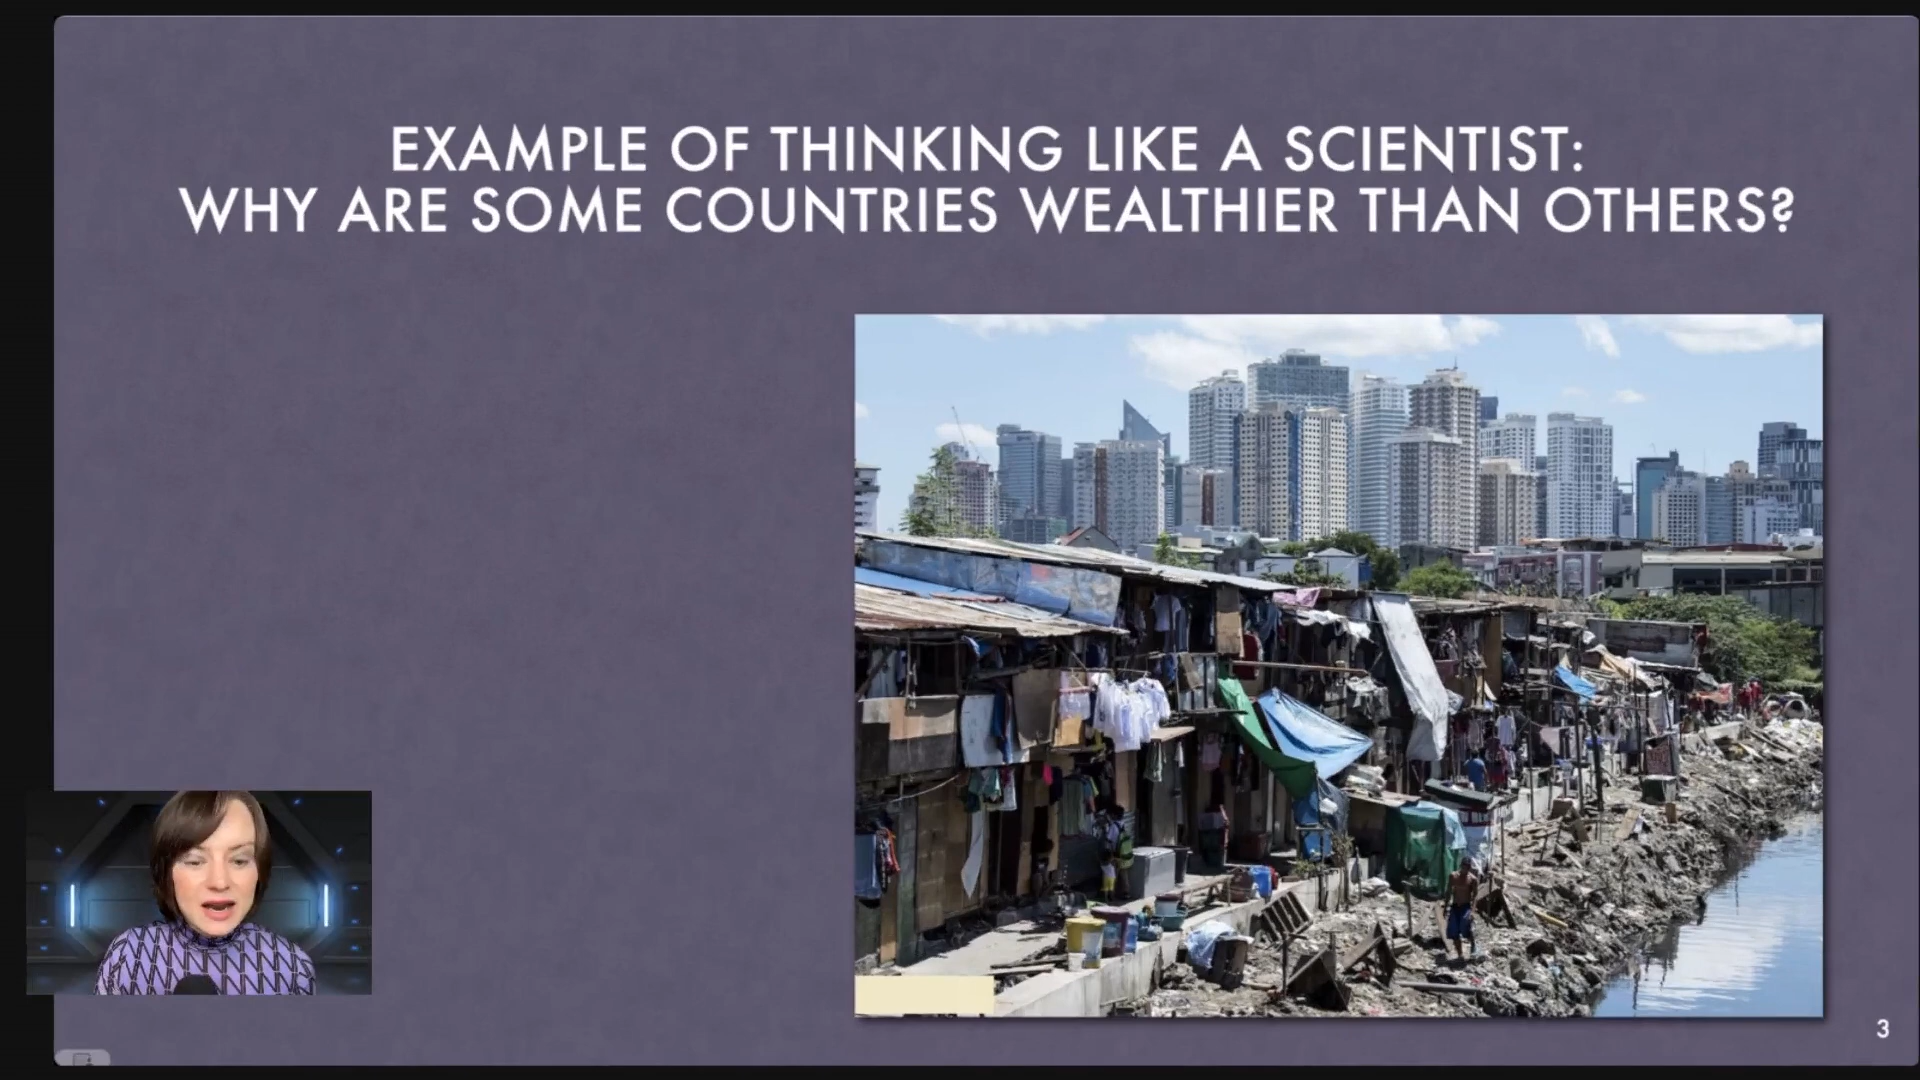 EXAMPLE OF THINKING LIKE A SCIENTIST:
WHY ARE SOME COUNTRIES WEALTHIER THAN OTHERS?
3